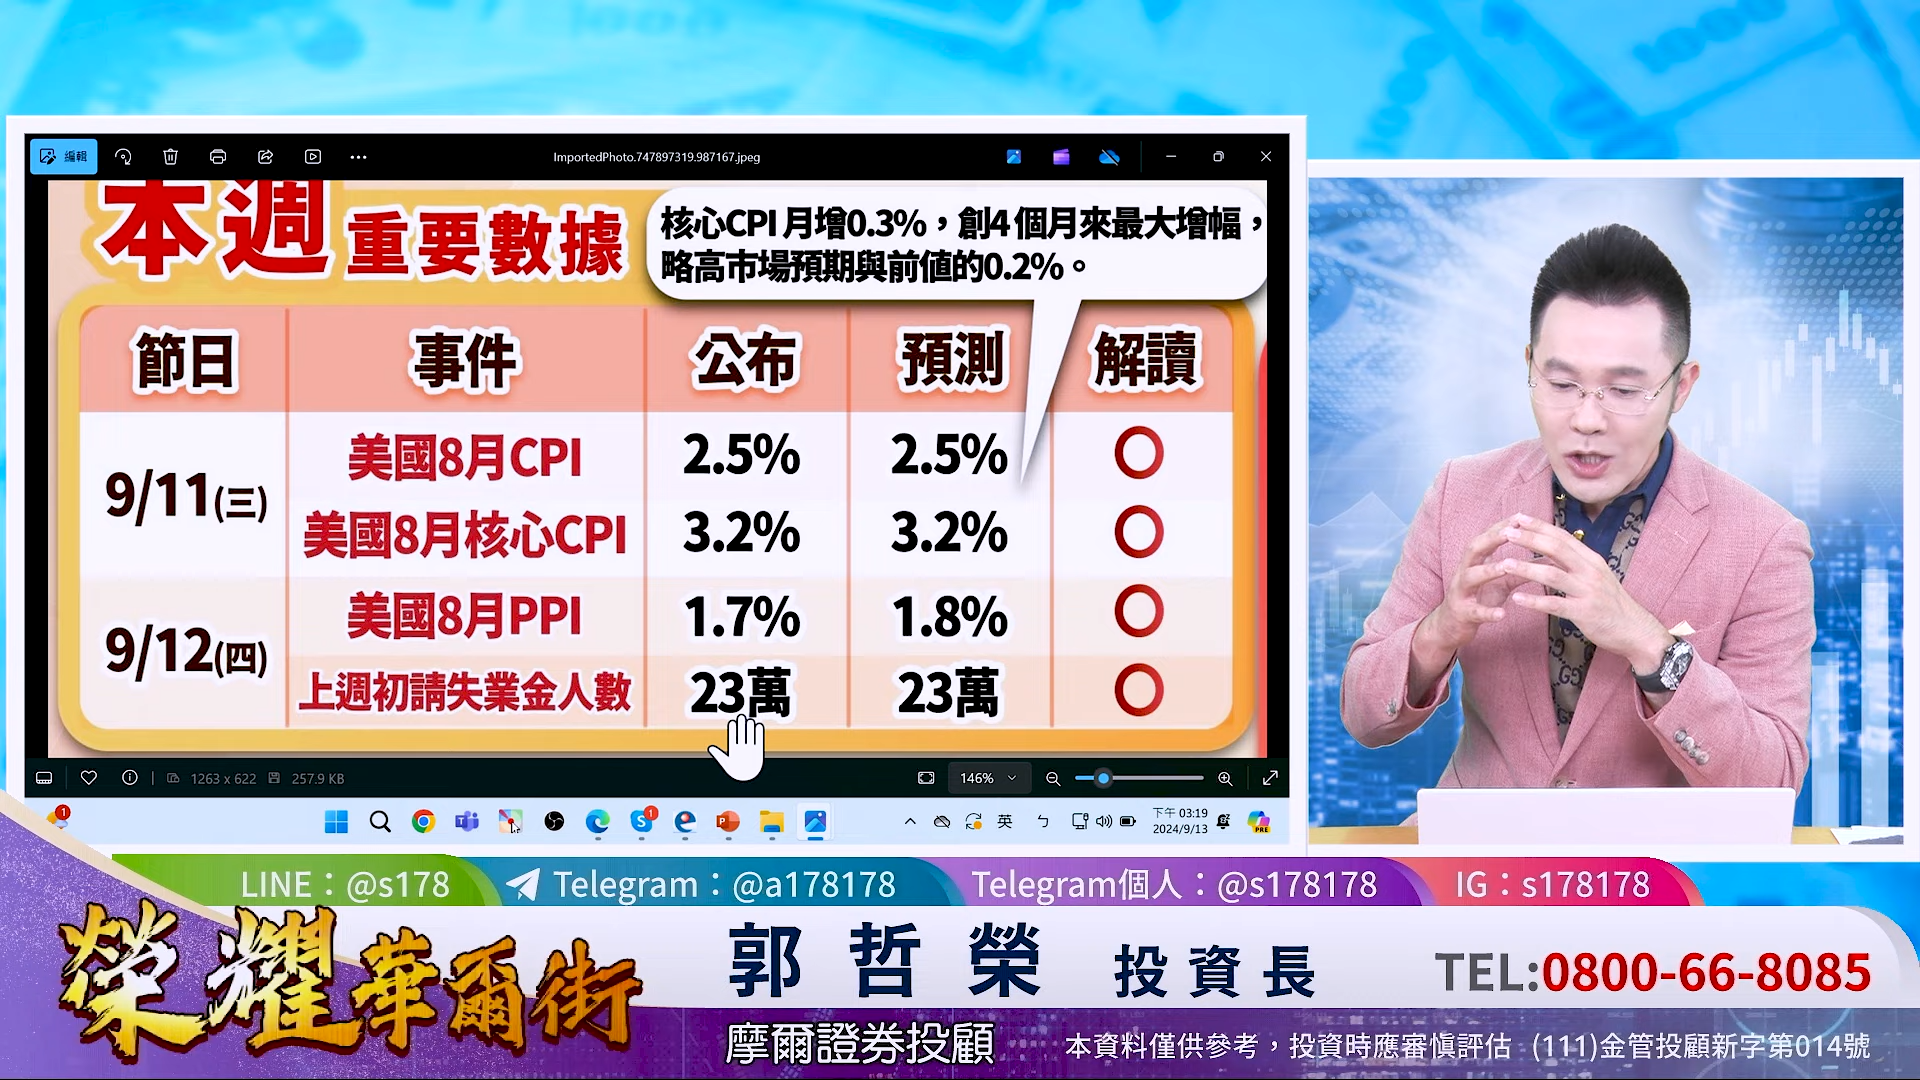 編輯
ImportedPhoto.747897319.987167.jpeg
本週 重要數據
核心CPI月增0.3%，創4個月來最大增幅，
略高市場預期與前值的0.2%。
節日 事件 公布 預測 解讀
9/11(三)
美國8月CPI 2.5% 2.5%
美國8月核心CPI 3.2% 3.2%
9/12(四)
美國8月PPI 1.7% 1.8%
上週初請失業金人數 23萬 23萬
1263 x 622 257.9 KB 146%
英 ㄅ
下午 03:19
2024/9/13
LINE：@s178 Telegram：@a178178 Telegram個人：@s178178 IG：s178178
榮耀華爾街
郭哲榮 投資長 TEL:0800-66-8085
摩爾證券投顧 本資料僅供參考，投資時應審慎評估 (111)金管投顧新字第014號